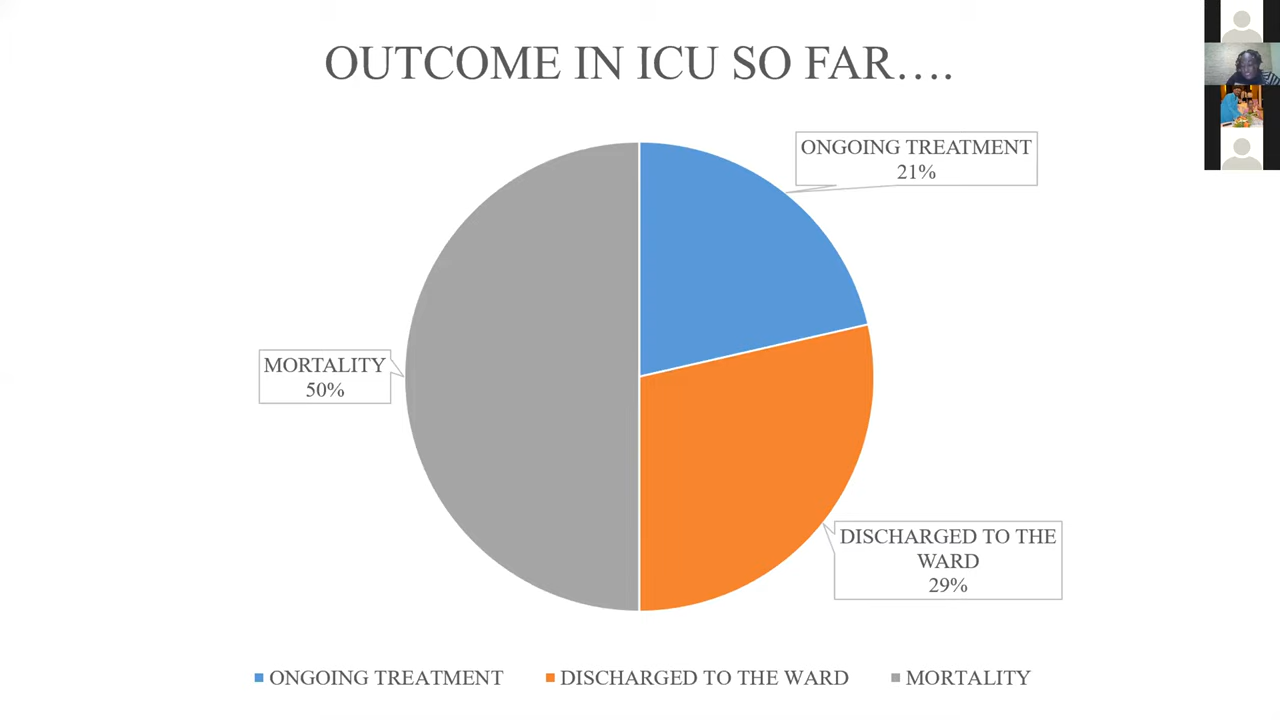 OUTCOME IN ICU SO FAR....
ONGOING TREATMENT
21%
MORTALITY
50%
DISCHARGED TO THE
WARD
29%
ONGOING TREATMENT
DISCHARGED TO THE WARD
MORTALITY